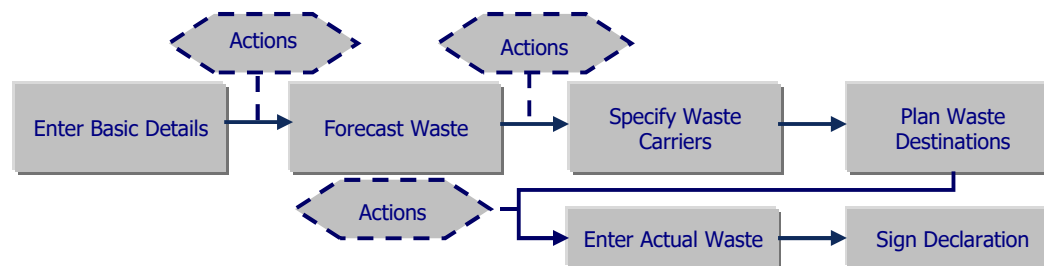 Actions
Actions
Enter Basic Details
Forecast Waste
Specify Waste
Carriers
Plan Waste
Destinations
Actions
Enter Actual Waste
Sign Declaration